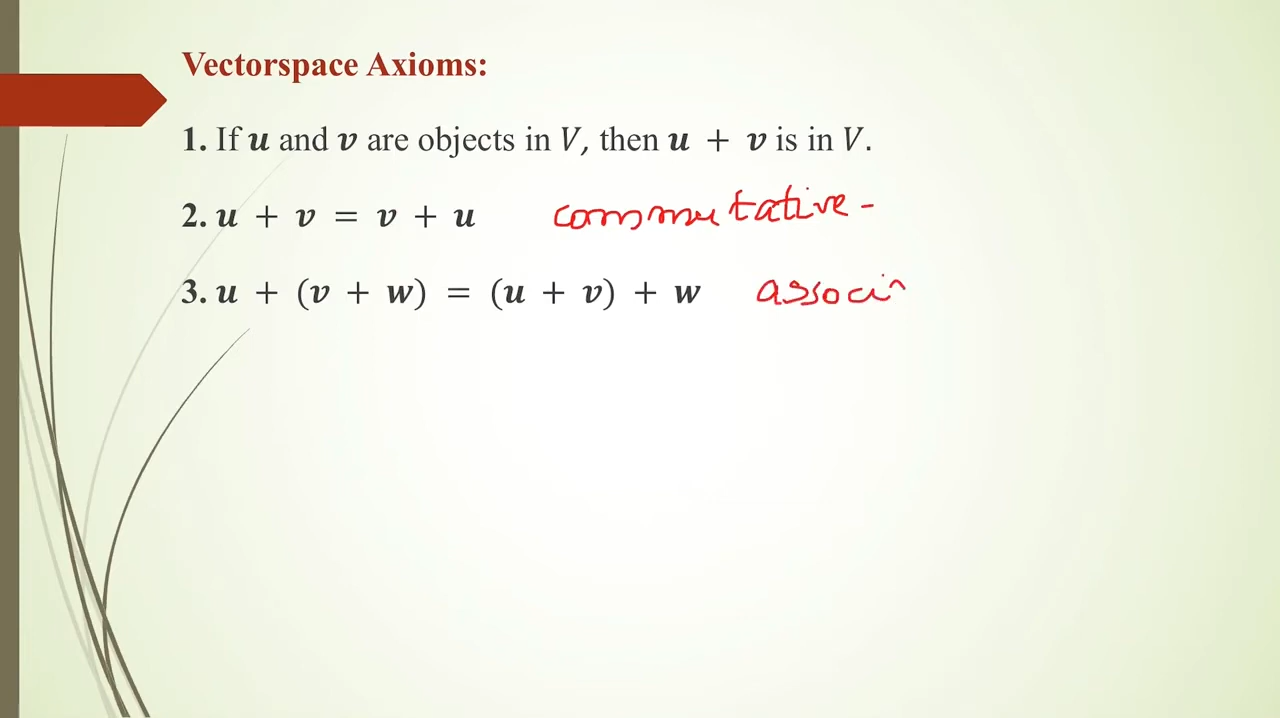 Vectorspace Axioms:
1. If u and v are objects in V, then u + v is in V.
2. u + v = v + u commutative -
3. u + (v + w) = (u + v) + w associ